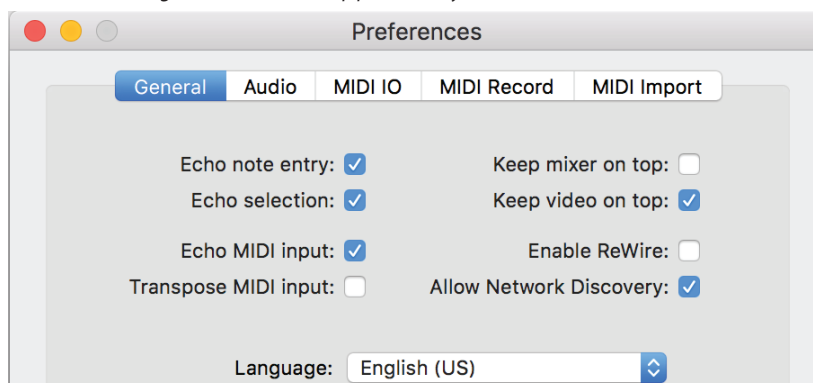 Preferences
General Audio MIDI IO MIDI Record MIDI Import
Echo note entry: Keep mixer on top:
Echo selection: Keep video on top:
Echo MIDI input: Enable ReWire:
Transpose MIDI input: Allow Network Discovery:
Language: English (US)